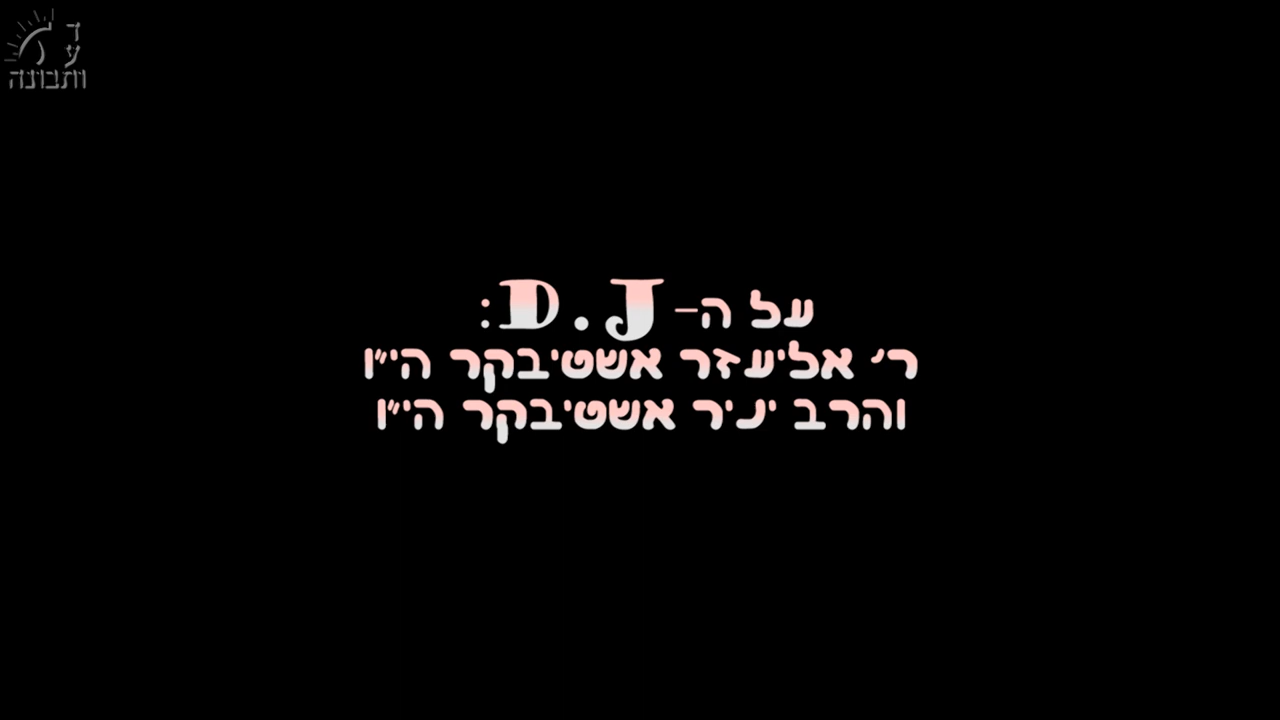 דעת
ותבונה
על ה- D.J:
ר' אליעזר אשטיבקר הי"ו
והרב יניר אשטיבקר הי"ו